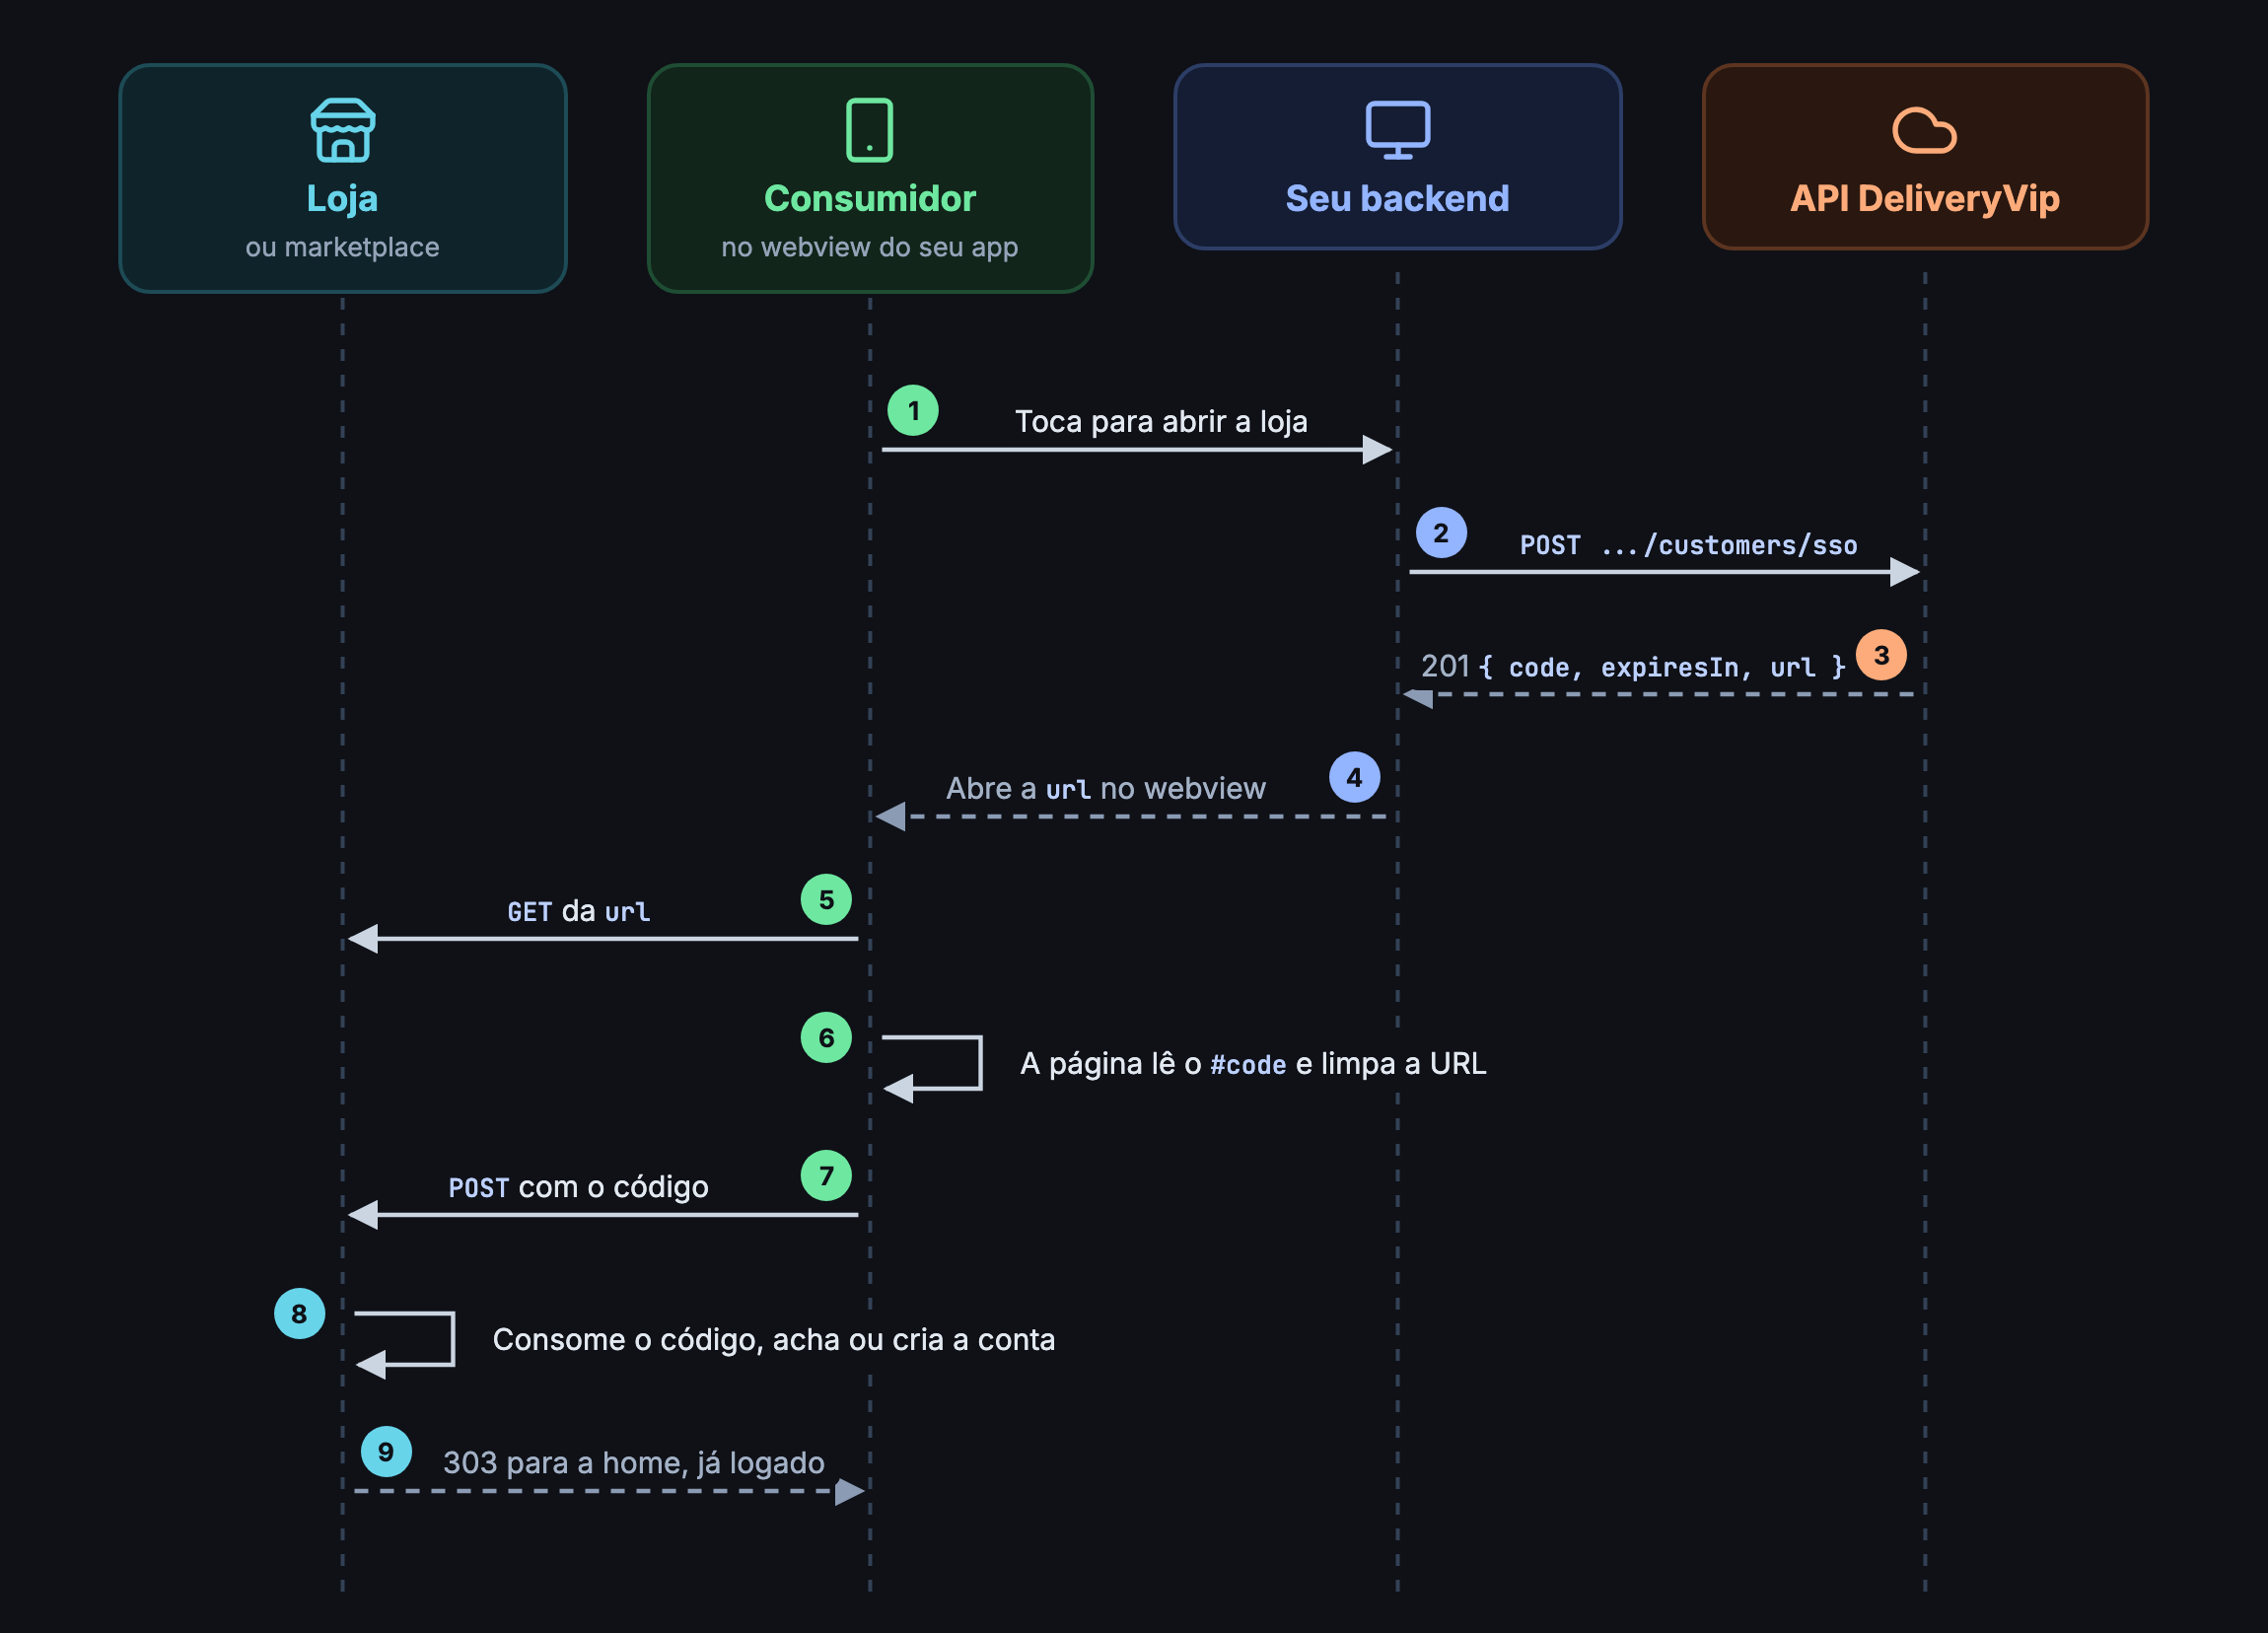 Loja
ou marketplace
Consumidor
no webview do seu app
Seu backend
API DeliveryVip
1
Toca para abrir a loja
2
POST .../customers/sso
201 { code, expiresIn, url }
3
Abre a url no webview
4
GET da url
5
6
A página lê o #code e limpa a URL
POST com o código
7
8
Consome o código, acha ou cria a conta
9
303 para a home, já logado